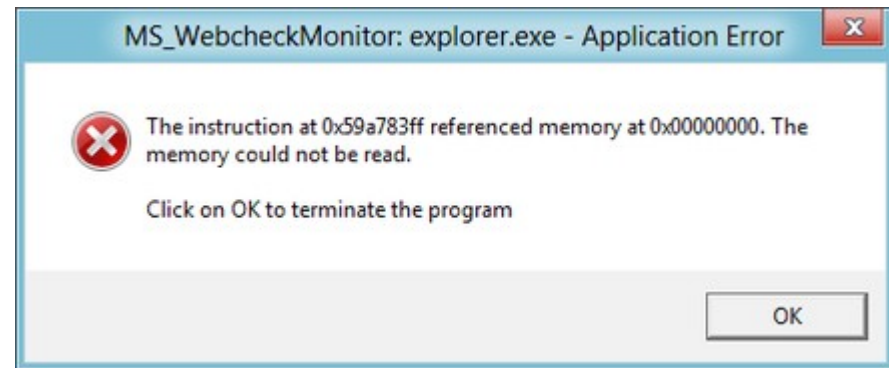 MS_WebcheckMonitor: explorer.exe - Application Error
The instruction at 0x59a783ff referenced memory at 0x00000000. The
memory could not be read.
Click on OK to terminate the program
OK